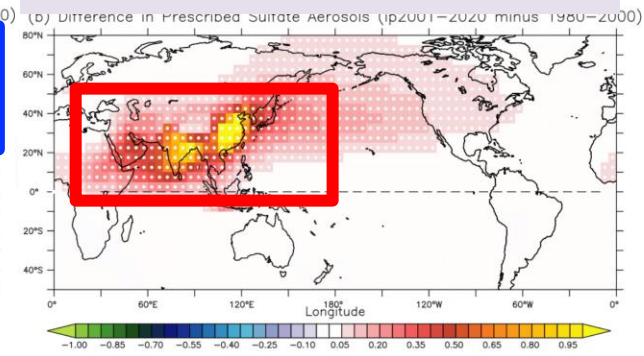 0) (b) Difference in Prescribed Sulfate Aerosols (Ip2001−2020 minus 1980−2000)
80°N
60°N
40°N
20°N
0°
20°S
40°S
0° 60°E 120°E 180° 120°W 60°W 0°
Longitude
−1.00 −0.85 −0.70 −0.55 −0.40 −0.25 −0.10 0.05 0.20 0.35 0.50 0.65 0.80 0.95